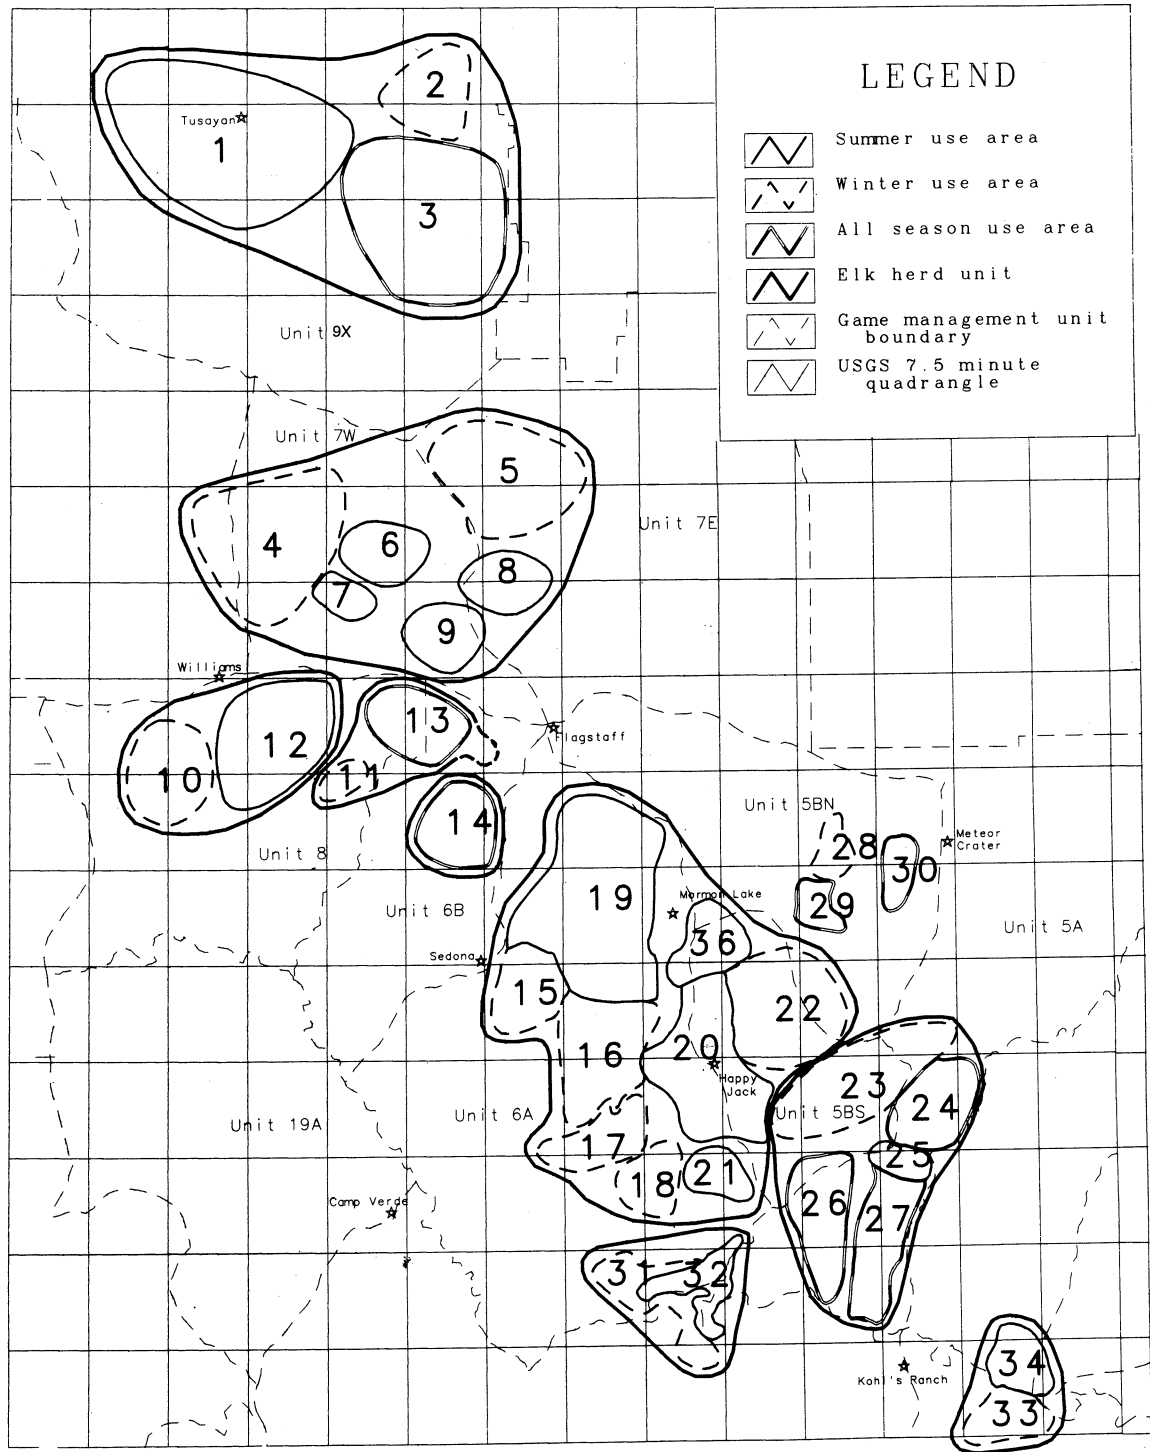 LEGEND
Summer use area
Winter use area
All season use area
Elk herd unit
Game management unit
boundary
USGS 7.5 minute
quadrangle
2
Tusayan
1
3
Unit 9X
Unit 7W
5
Unit 7E
4
6
8
7
9
Williams
13
Flagstaff
12
10
11
14
Unit 5BN
28
Meteor
Crater
Unit 8
30
19
Mormon Lake
29
Unit 6B
Unit 5A
36
Sedona
15
22
16
20
Happy
Jack
23
24
Unit 19A
Unit 6A
Unit 5BS
17
25
18
21
26
27
Camp Verde
31
32
34
Kohl's Ranch
33